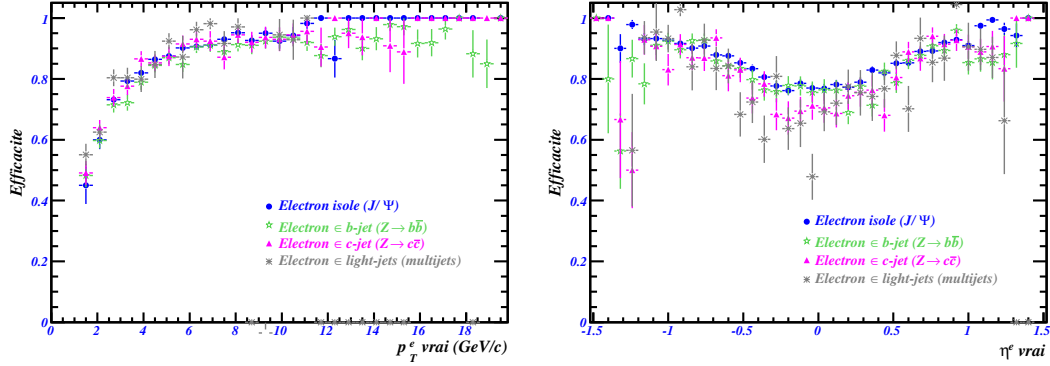 Efficacite
1
0.8
0.6
0.4
0.2
0
Electron isole (J/Ψ)
Electron ∈ b-jet (Z→ bb̅)
Electron ∈ c-jet (Z→ cc̅)
Electron ∈ light-jets (multijets)
0 2 4 6 8 10 12 14 16 18
p_T^e vrai (GeV/c)
Efficacite
1
0.8
0.6
0.4
0.2
0
Electron isole (J/Ψ)
Electron ∈ b-jet (Z→ bb̅)
Electron ∈ c-jet (Z→ cc̅)
Electron ∈ light-jets (multijets)
-1.5 -1 -0.5 0 0.5 1 1.5
η^e vrai